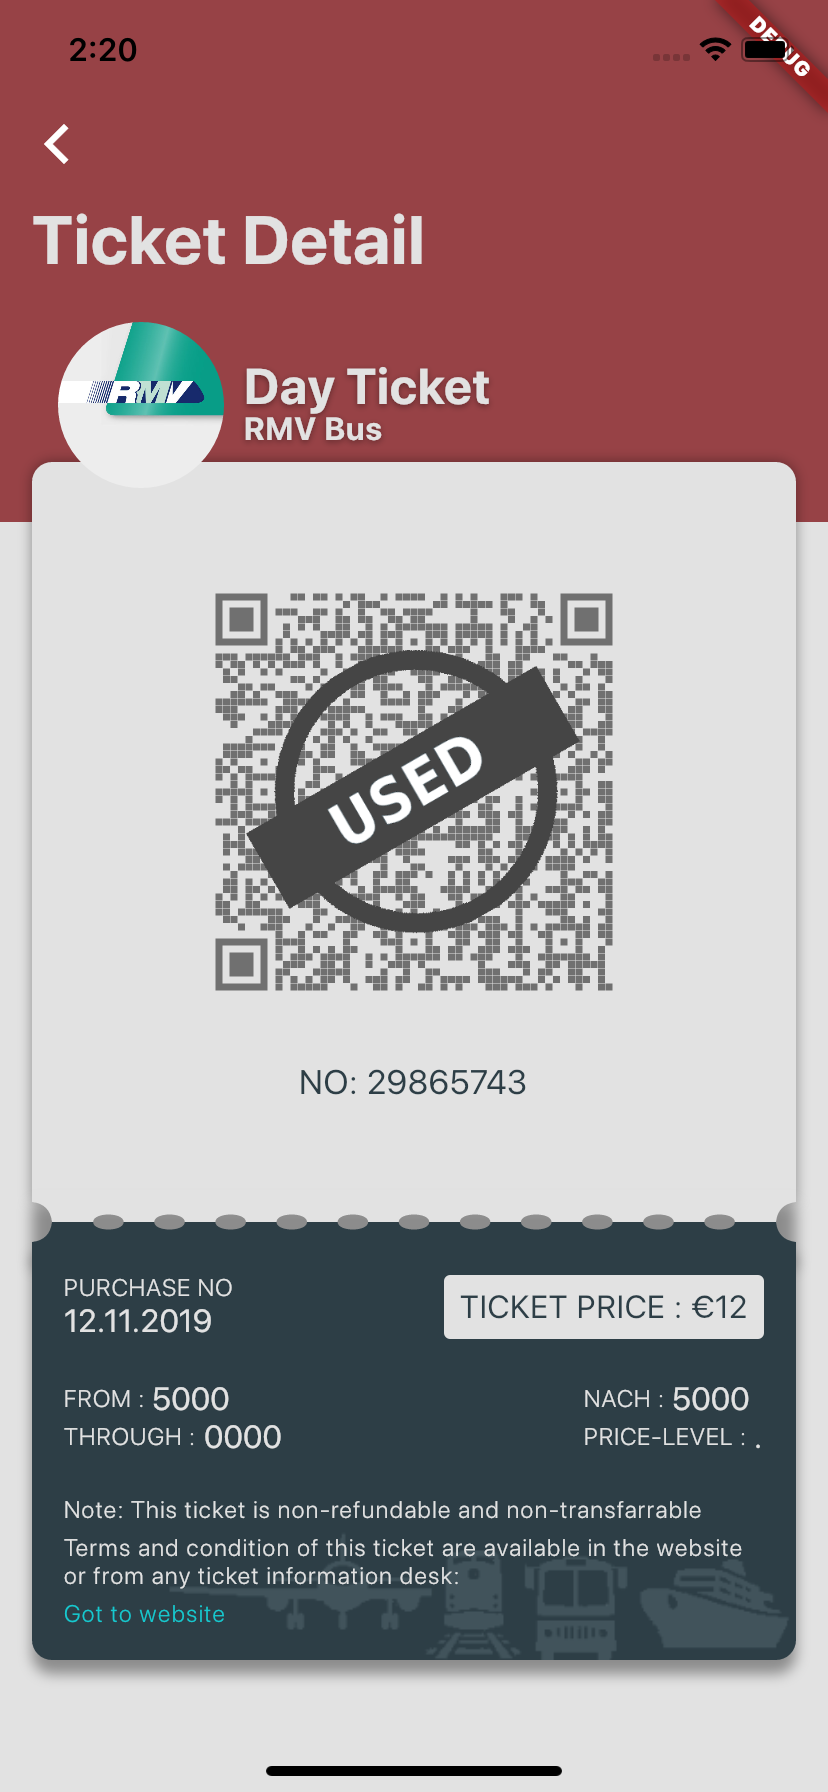 2:20
DEBUG
Ticket Detail
RMV
Day Ticket
RMV Bus
USED
NO: 29865743
PURCHASE NO
12.11.2019
TICKET PRICE : €12
FROM : 5000
NACH : 5000
THROUGH : 0000
PRICE-LEVEL : .
Note: This ticket is non-refundable and non-transfarrable
Terms and condition of this ticket are available in the website
or from any ticket information desk:
Got to website